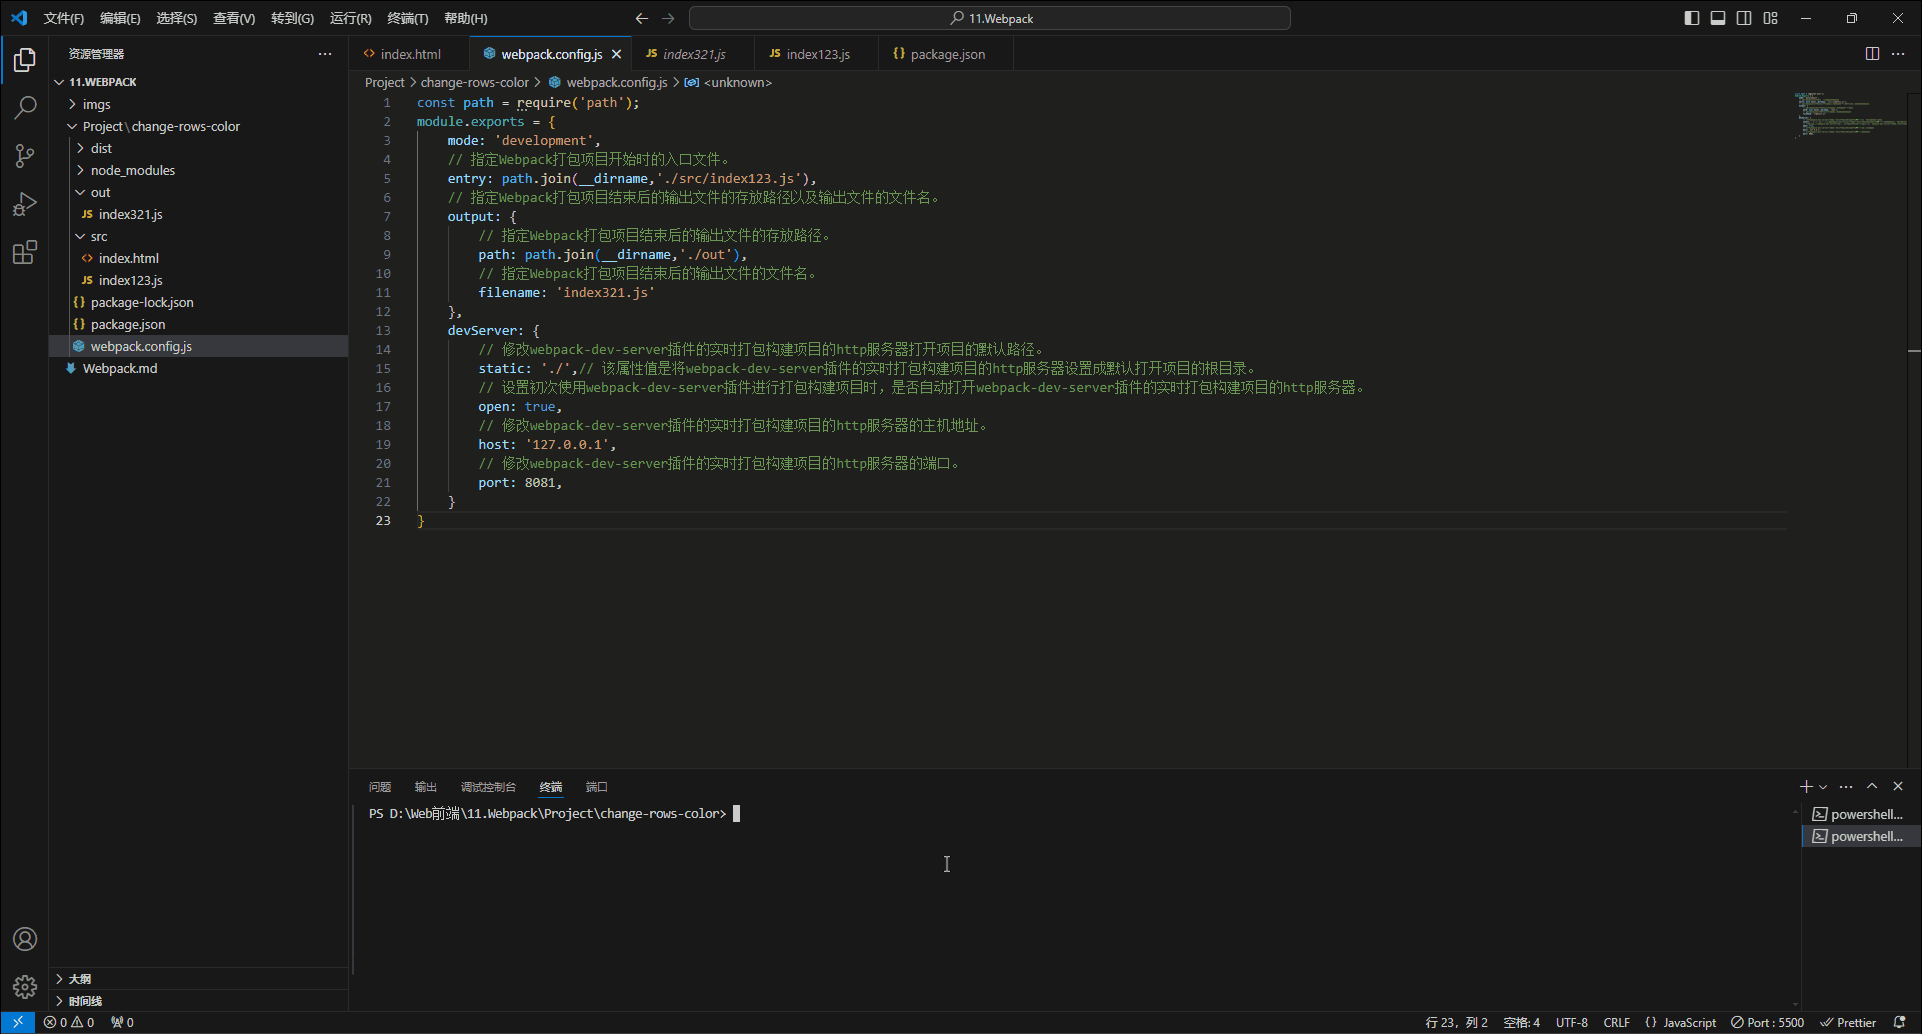 文件(F) 编辑(E) 选择(S) 查看(V) 转到(G) 运行(R) 终端(T) 帮助(H) 11.Webpack
资源管理器
11.WEBPACK
imgs
Project\change-rows-color
dist
node_modules
out
JS index321.js
src
<> index.html
JS index123.js
{} package-lock.json
{} package.json
webpack.config.js
Webpack.md
大纲
时间线
<> index.html webpack.config.js JS index321.js JS index123.js {} package.json
Project > change-rows-color > webpack.config.js > <unknown>
1 const path = require('path');
2 module.exports = {
3 mode: 'development',
4 // 指定Webpack打包项目开始时的入口文件。
5 entry: path.join(__dirname,'./src/index123.js'),
6 // 指定Webpack打包项目结束后的输出文件的存放路径以及输出文件的文件名。
7 output: {
8 // 指定Webpack打包项目结束后的输出文件的存放路径。
9 path: path.join(__dirname,'./out'),
10 // 指定Webpack打包项目结束后的输出文件的文件名。
11 filename: 'index321.js'
12 },
13 devServer: {
14 // 修改webpack-dev-server插件的实时打包构建项目的http服务器打开项目的默认路径。
15 static: './',// 该属性值是将webpack-dev-server插件的实时打包构建项目的http服务器设置成默认打开项目的根目录。
16 // 设置初次使用webpack-dev-server插件进行打包构建项目时，是否自动打开webpack-dev-server插件的实时打包构建项目的http服务器。
17 open: true,
18 // 修改webpack-dev-server插件的实时打包构建项目的http服务器的主机地址。
19 host: '127.0.0.1',
20 // 修改webpack-dev-server插件的实时打包构建项目的http服务器的端口。
21 port: 8081,
22 }
23 }
问题 输出 调试控制台 终端 端口
PS D:\Web前端\11.Webpack\Project\change-rows-color>
powershell...
powershell...
0 0 0 行 23，列 2 空格: 4 UTF-8 CRLF {} JavaScript Port : 5500 Prettier